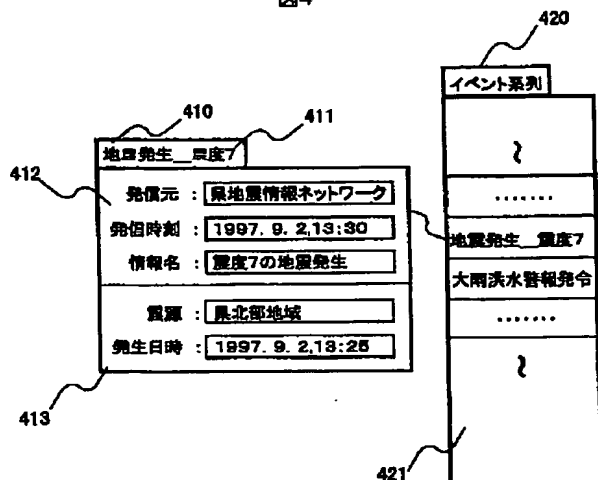 図4
420
イベント系列
410
411
地震発生__震度7
412
発信元 : 県地震情報ネットワーク
発信時刻 : 1997. 9. 2,13:30
情報名 : 震度7の地震発生
震源 : 県北部地域
発生日時 : 1997. 9. 2,13:25
413
.......
地震発生__震度7
大雨洪水警報発令
.......
421